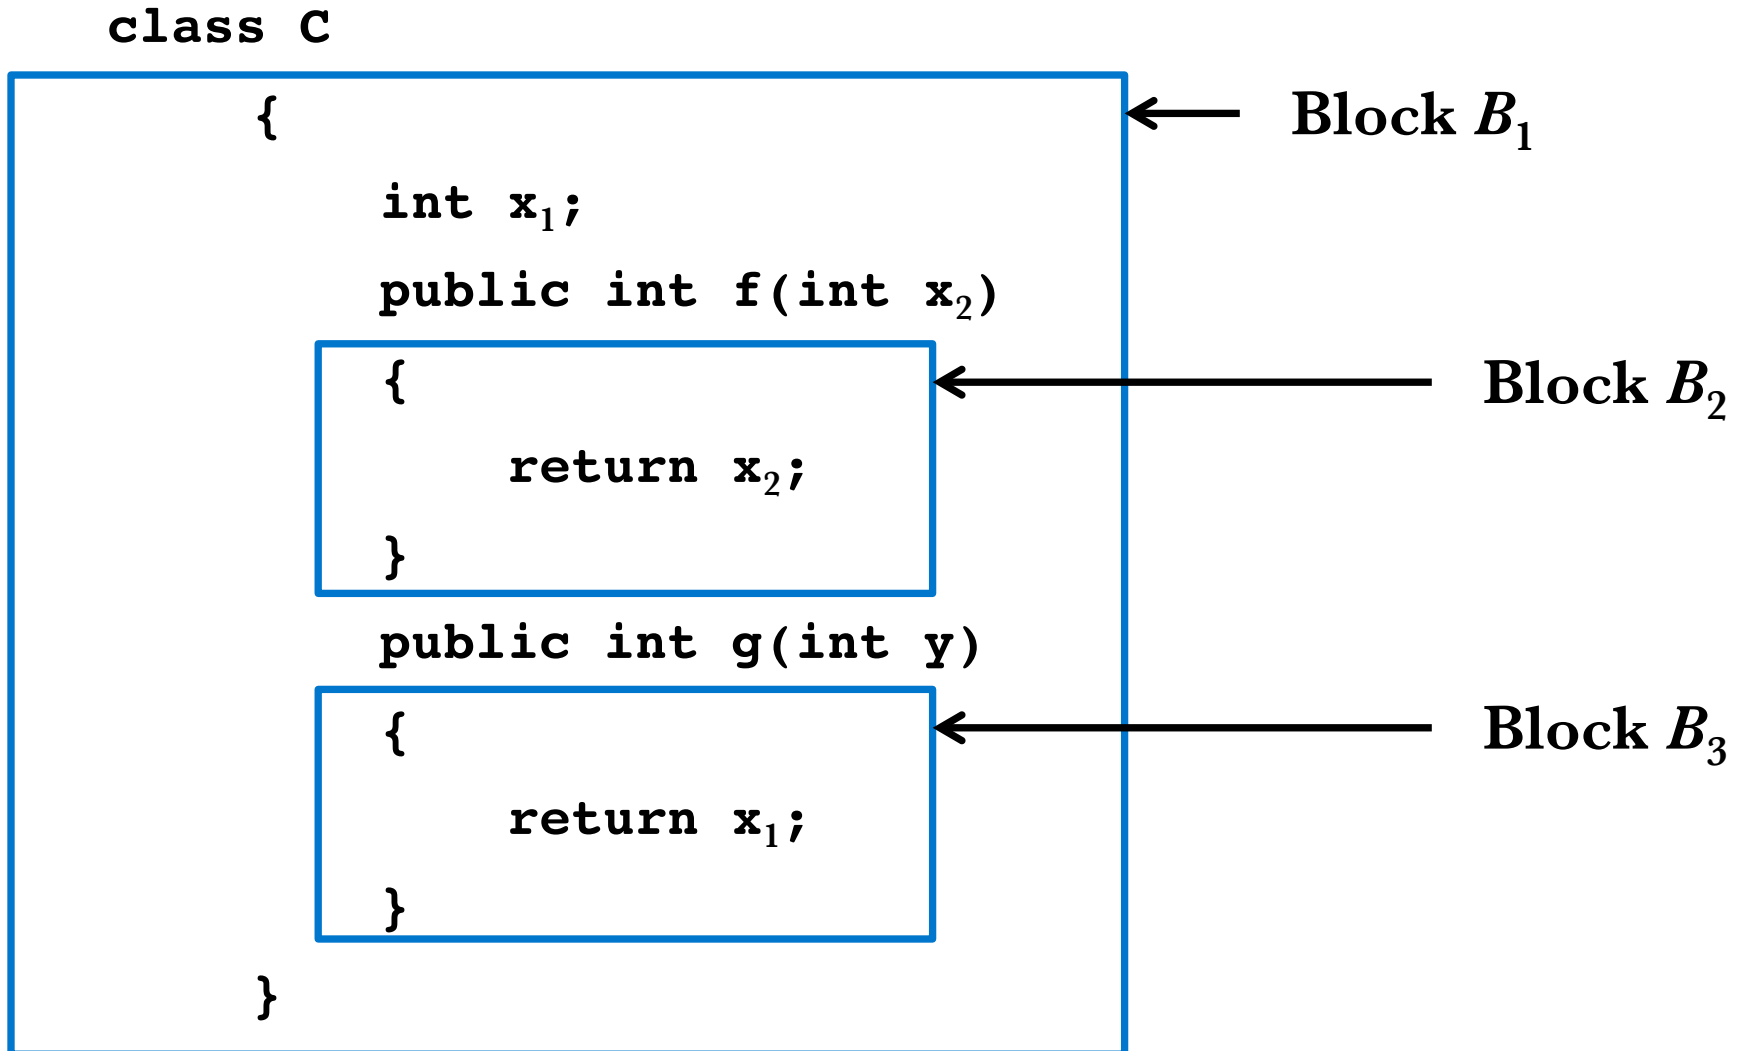 class C
{ Block B₁
int x₁;
public int f(int x₂)
{ Block B₂
return x₂;
}
public int g(int y)
{ Block B₃
return x₁;
}
}